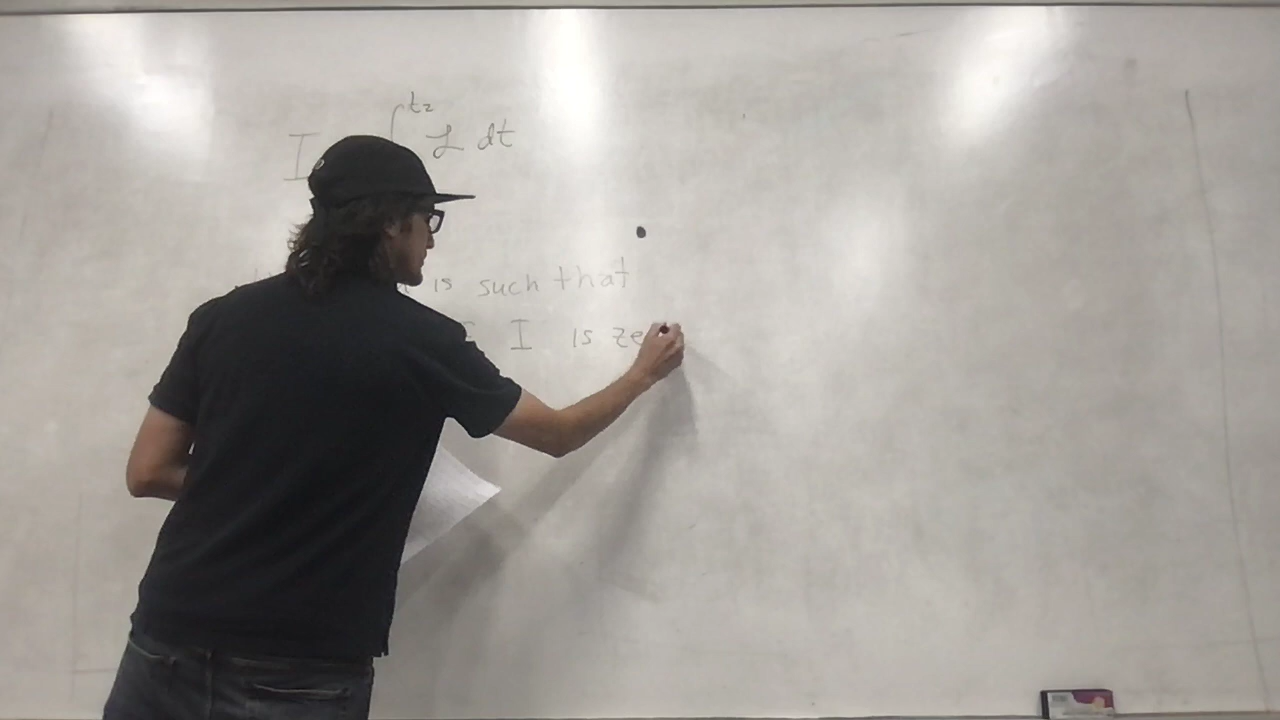 I ∫ t₂ ℒ dt
is such that
I is ze